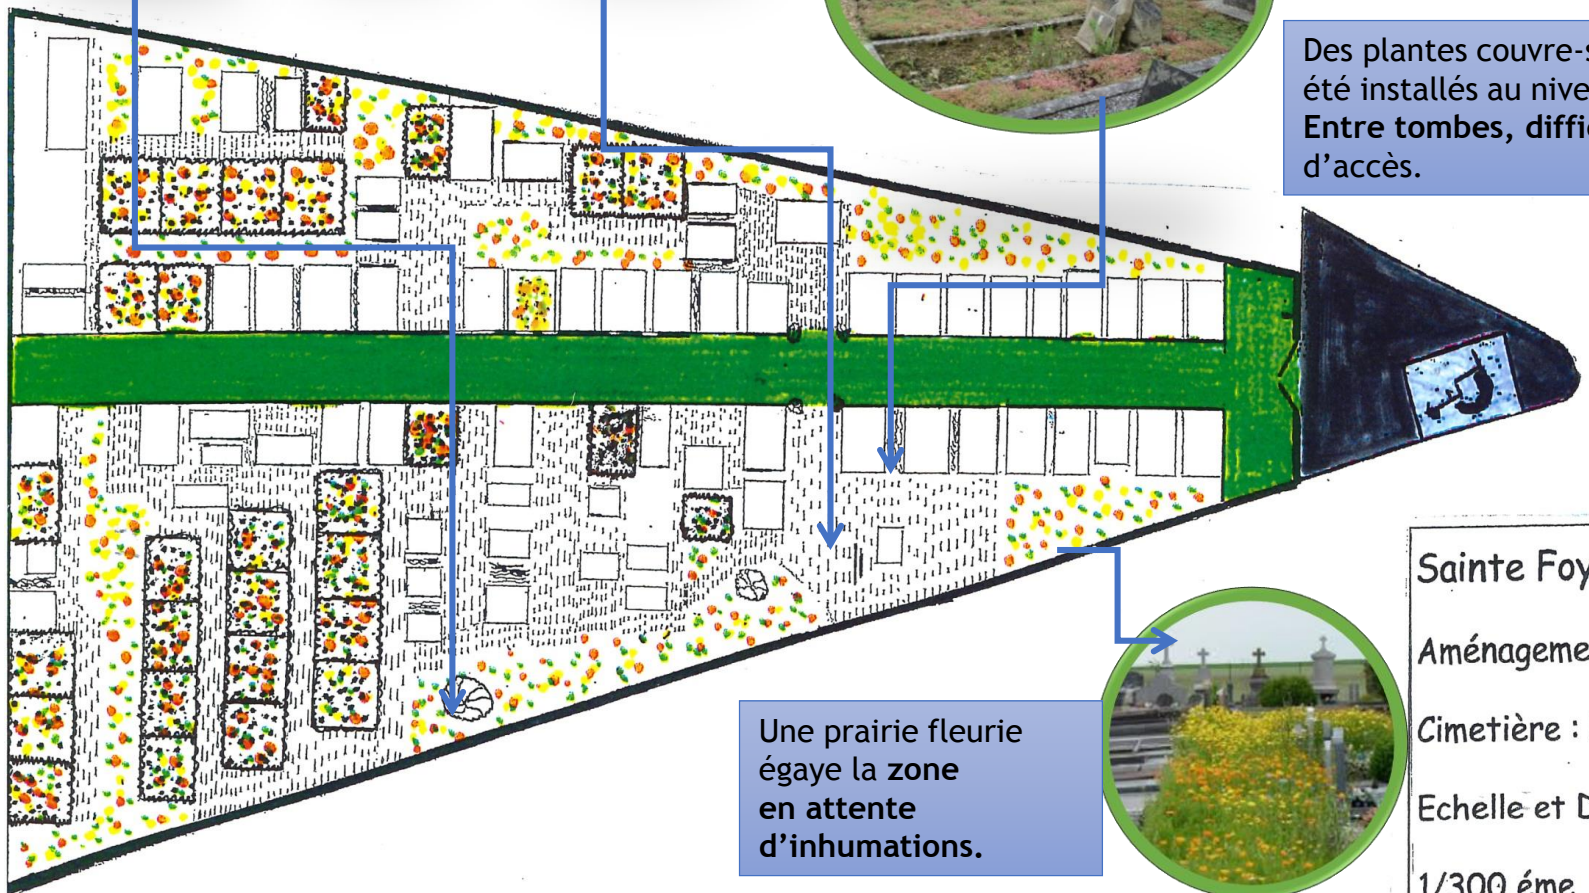 Des plantes couvre-s
été installés au nive
Entre tombes, diffic
d’accès.
Une prairie fleurie
égaye la zone
en attente
d’inhumations.
Sainte Foy
Aménageme
Cimetière :
Echelle et D
1/300 éme